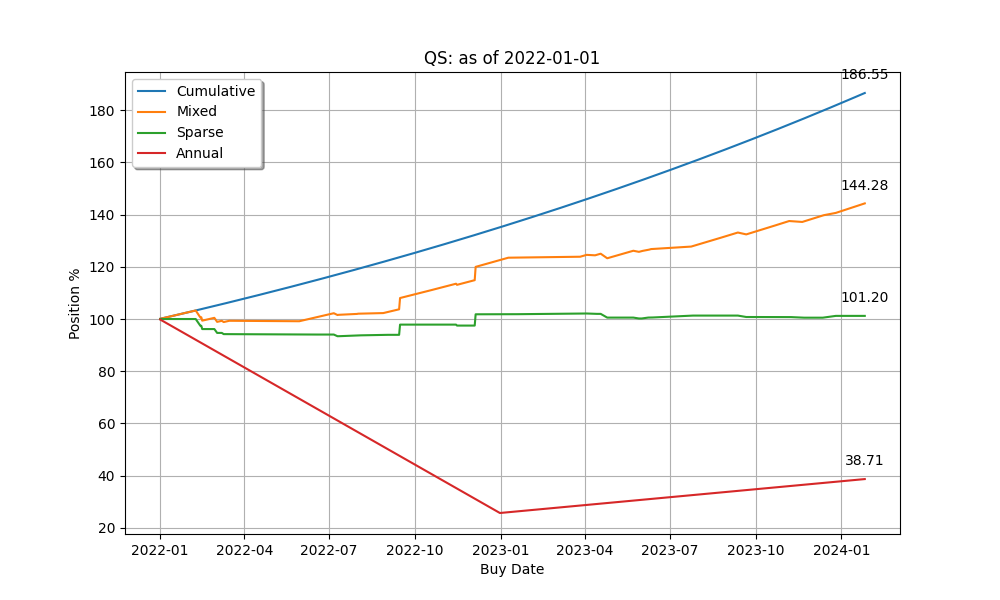 QS: as of 2022-01-01
186.55
Cumulative
Mixed
Sparse
Annual
144.28
101.20
38.71
180
160
140
120
100
80
60
40
20
Position %
2022-01 2022-04 2022-07 2022-10 2023-01 2023-04 2023-07 2023-10 2024-01
Buy Date